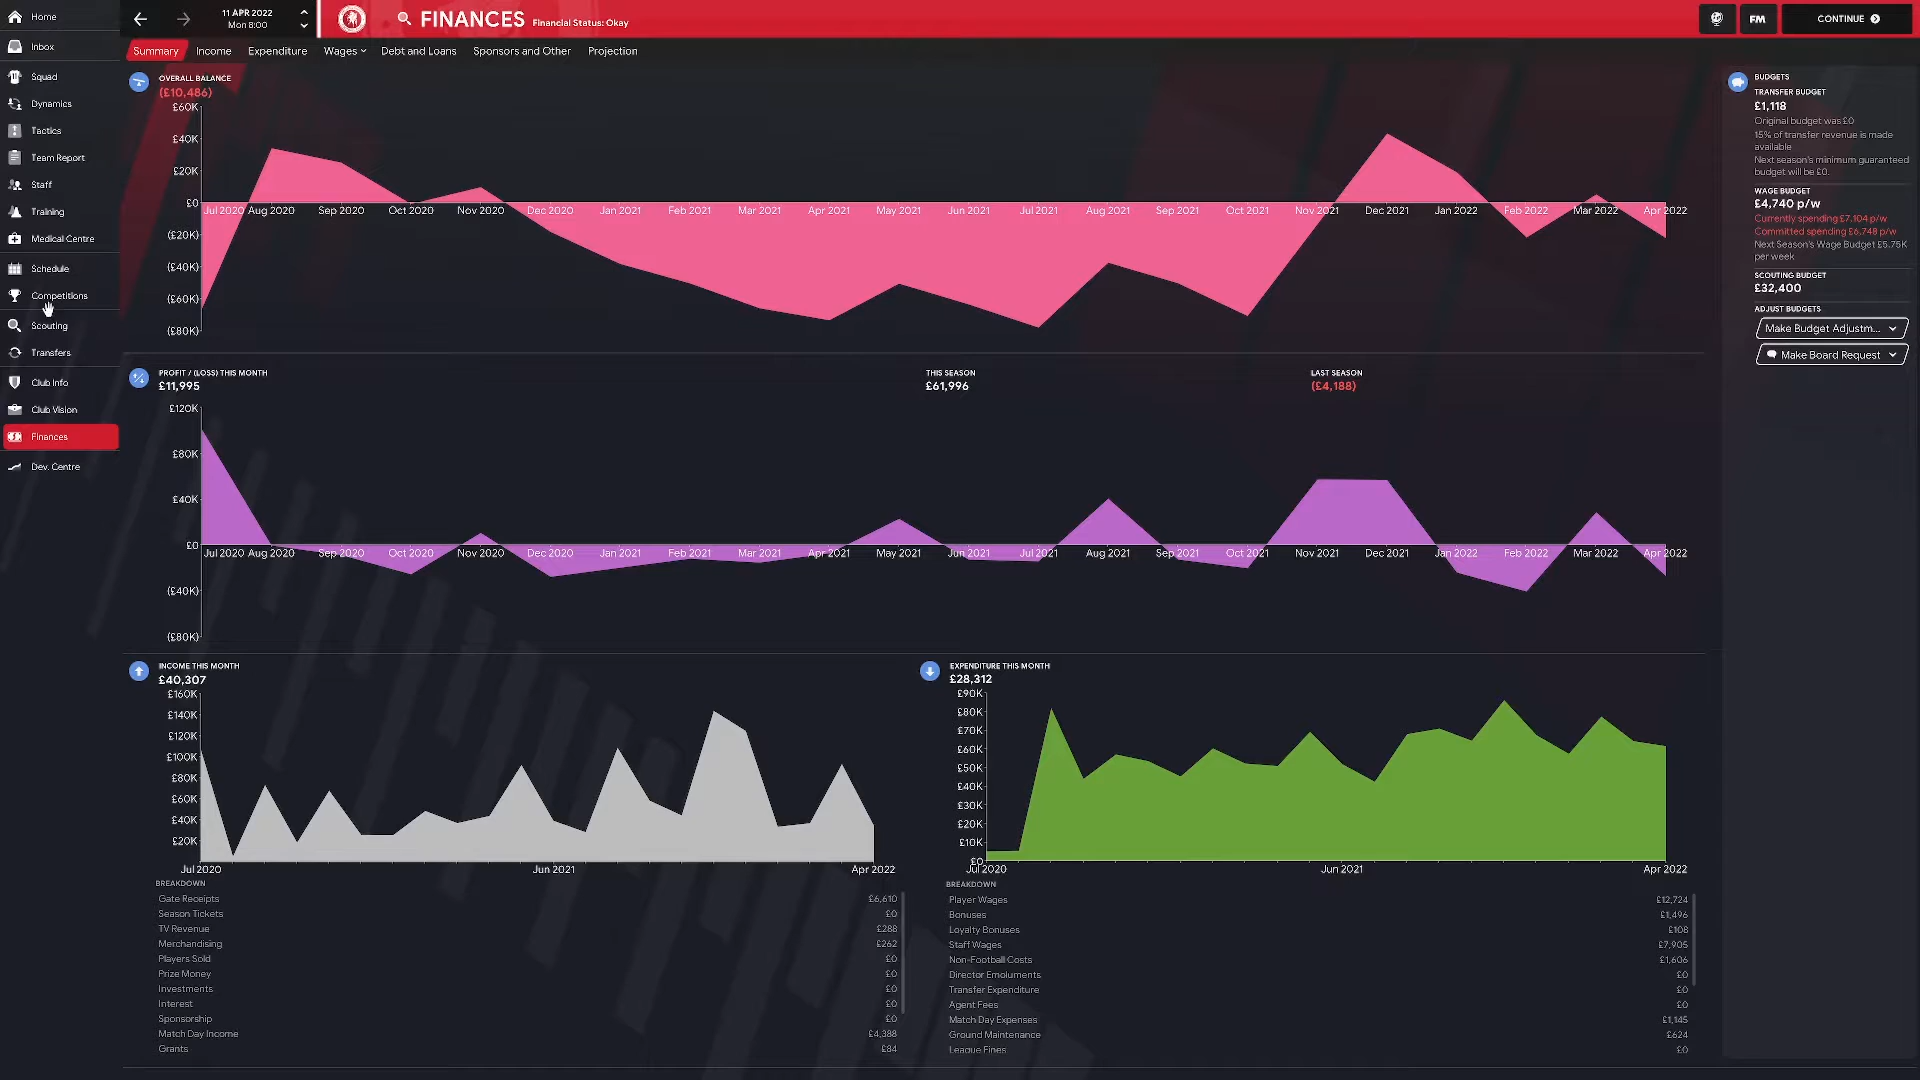 Home
Inbox
Squad
Dynamics
Tactics
Team Report
Staff
Training
Medical Centre
Schedule
Competitions
Scouting
Transfers
Club Info
Club Vision
Finances
Dev. Centre
11 APR 2022
Mon 8:00
FINANCES Financial Status: Okay
FM
CONTINUE
Summary Income Expenditure Wages Debt and Loans Sponsors and Other Projection
OVERALL BALANCE
(£10,486)
£60K
£40K
£20K
£0
(£20K)
(£40K)
(£60K)
(£80K)
Jul 2020 Aug 2020 Sep 2020 Oct 2020 Nov 2020 Dec 2020 Jan 2021 Feb 2021 Mar 2021 Apr 2021 May 2021 Jun 2021 Jul 2021 Aug 2021 Sep 2021 Oct 2021 Nov 2021 Dec 2021 Jan 2022 Feb 2022 Mar 2022 Apr 2022
PROFIT / (LOSS) THIS MONTH
£11,995
THIS SEASON
£61,996
LAST SEASON
(£4,188)
£120K
£80K
£40K
£0
(£40K)
(£80K)
Jul 2020 Aug 2020 Sep 2020 Oct 2020 Nov 2020 Dec 2020 Jan 2021 Feb 2021 Mar 2021 Apr 2021 May 2021 Jun 2021 Jul 2021 Aug 2021 Sep 2021 Oct 2021 Nov 2021 Dec 2021 Jan 2022 Feb 2022 Mar 2022 Apr 2022
INCOME THIS MONTH
£40,307
£160K
£140K
£120K
£100K
£80K
£60K
£40K
£20K
Jul 2020 Jun 2021 Apr 2022
BREAKDOWN
Gate Receipts £6,610
Season Tickets £0
TV Revenue £288
Merchandising £262
Players Sold £0
Prize Money £0
Investments £0
Interest £0
Sponsorship £0
Match Day Income £4,388
Grants £84
EXPENDITURE THIS MONTH
£28,312
£90K
£80K
£70K
£60K
£50K
£40K
£30K
£20K
£10K
£0
Jul 2020 Jun 2021 Apr 2022
BREAKDOWN
Player Wages £12,724
Bonuses £1,496
Loyalty Bonuses £108
Staff Wages £7,905
Non-Football Costs £1,606
Director Emoluments £0
Transfer Expenditure £0
Agent Fees £0
Match Day Expenses £1,145
Ground Maintenance £624
League Fines £0
BUDGETS
TRANSFER BUDGET
£1,118
Original budget was £0
15% of transfer revenue is made
available
Next season's minimum guaranteed
budget will be £0.
WAGE BUDGET
£4,740 p/w
Currently spending £7,104 p/w
Committed spending £6,748 p/w
Next Season's Wage Budget £5.75K
per week
SCOUTING BUDGET
£32,400
ADJUST BUDGETS
Make Budget Adjustm...
Make Board Request